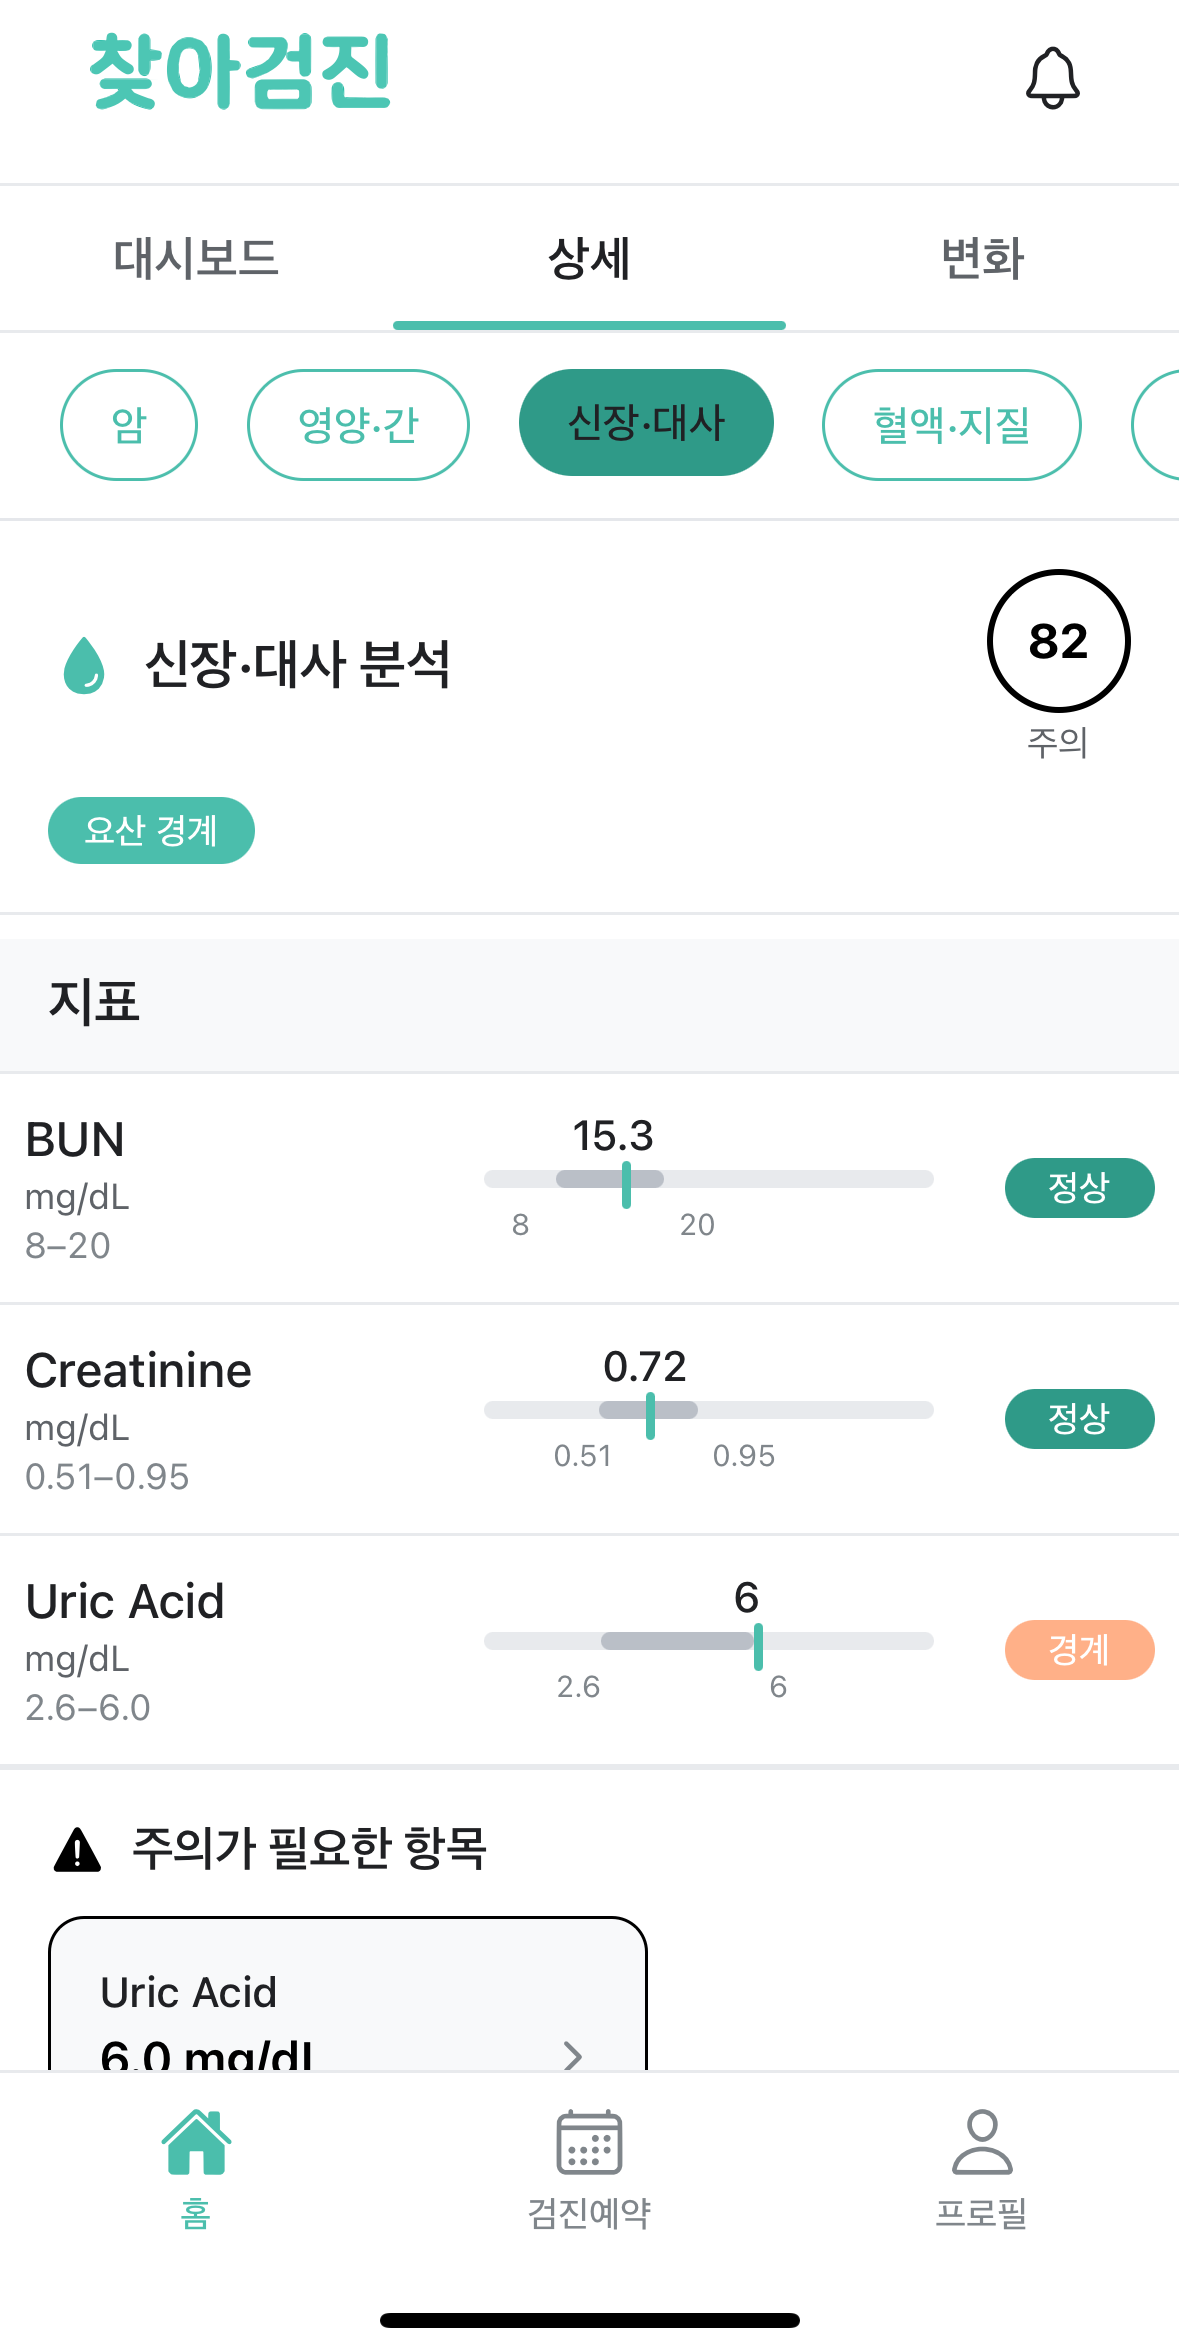 찾아검진
대시보드 상세 변화
암 영양·간 신장·대사 혈액·지질
신장·대사 분석
82
주의
요산 경계
지표
BUN
mg/dL
8–20
15.3
8 20
정상
Creatinine
mg/dL
0.51–0.95
0.72
0.51 0.95
정상
Uric Acid
mg/dL
2.6–6.0
6
2.6 6
경계
주의가 필요한 항목
Uric Acid
6.0 mg/dL
홈 검진예약 프로필